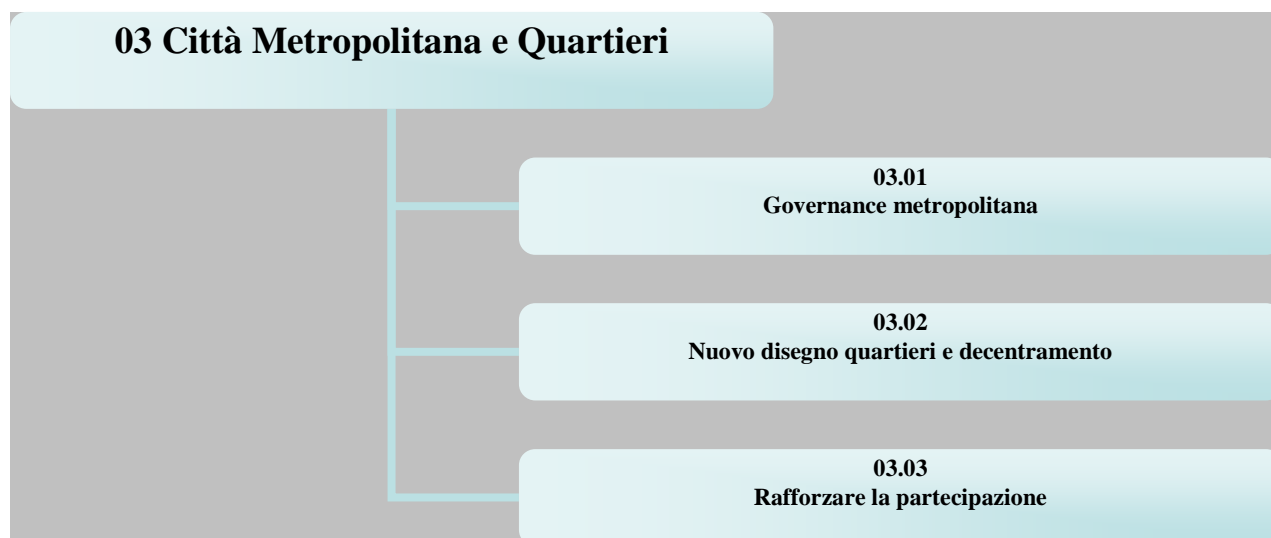 03 Città Metropolitana e Quartieri
03.01
Governance metropolitana
03.02
Nuovo disegno quartieri e decentramento
03.03
Rafforzare la partecipazione